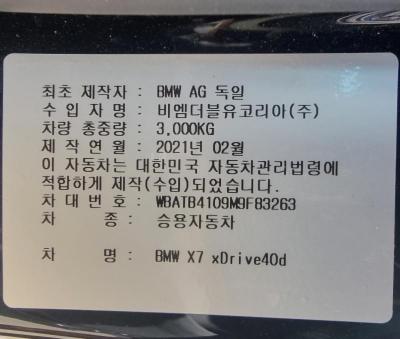 최초 제작자 : BMW AG 독일
수 입 자 명 : 비엠더블유코리아(주)
차량 총중량 : 3,000KG
제 작 연 월 : 2021년 02월
이 자동차는 대한민국 자동차관리법령에
적합하게 제작(수입)되었습니다.
차 대 번 호 : WBATB4109M9F83263
차 종 : 승용자동차
차 명 : BMW X7 xDrive40d